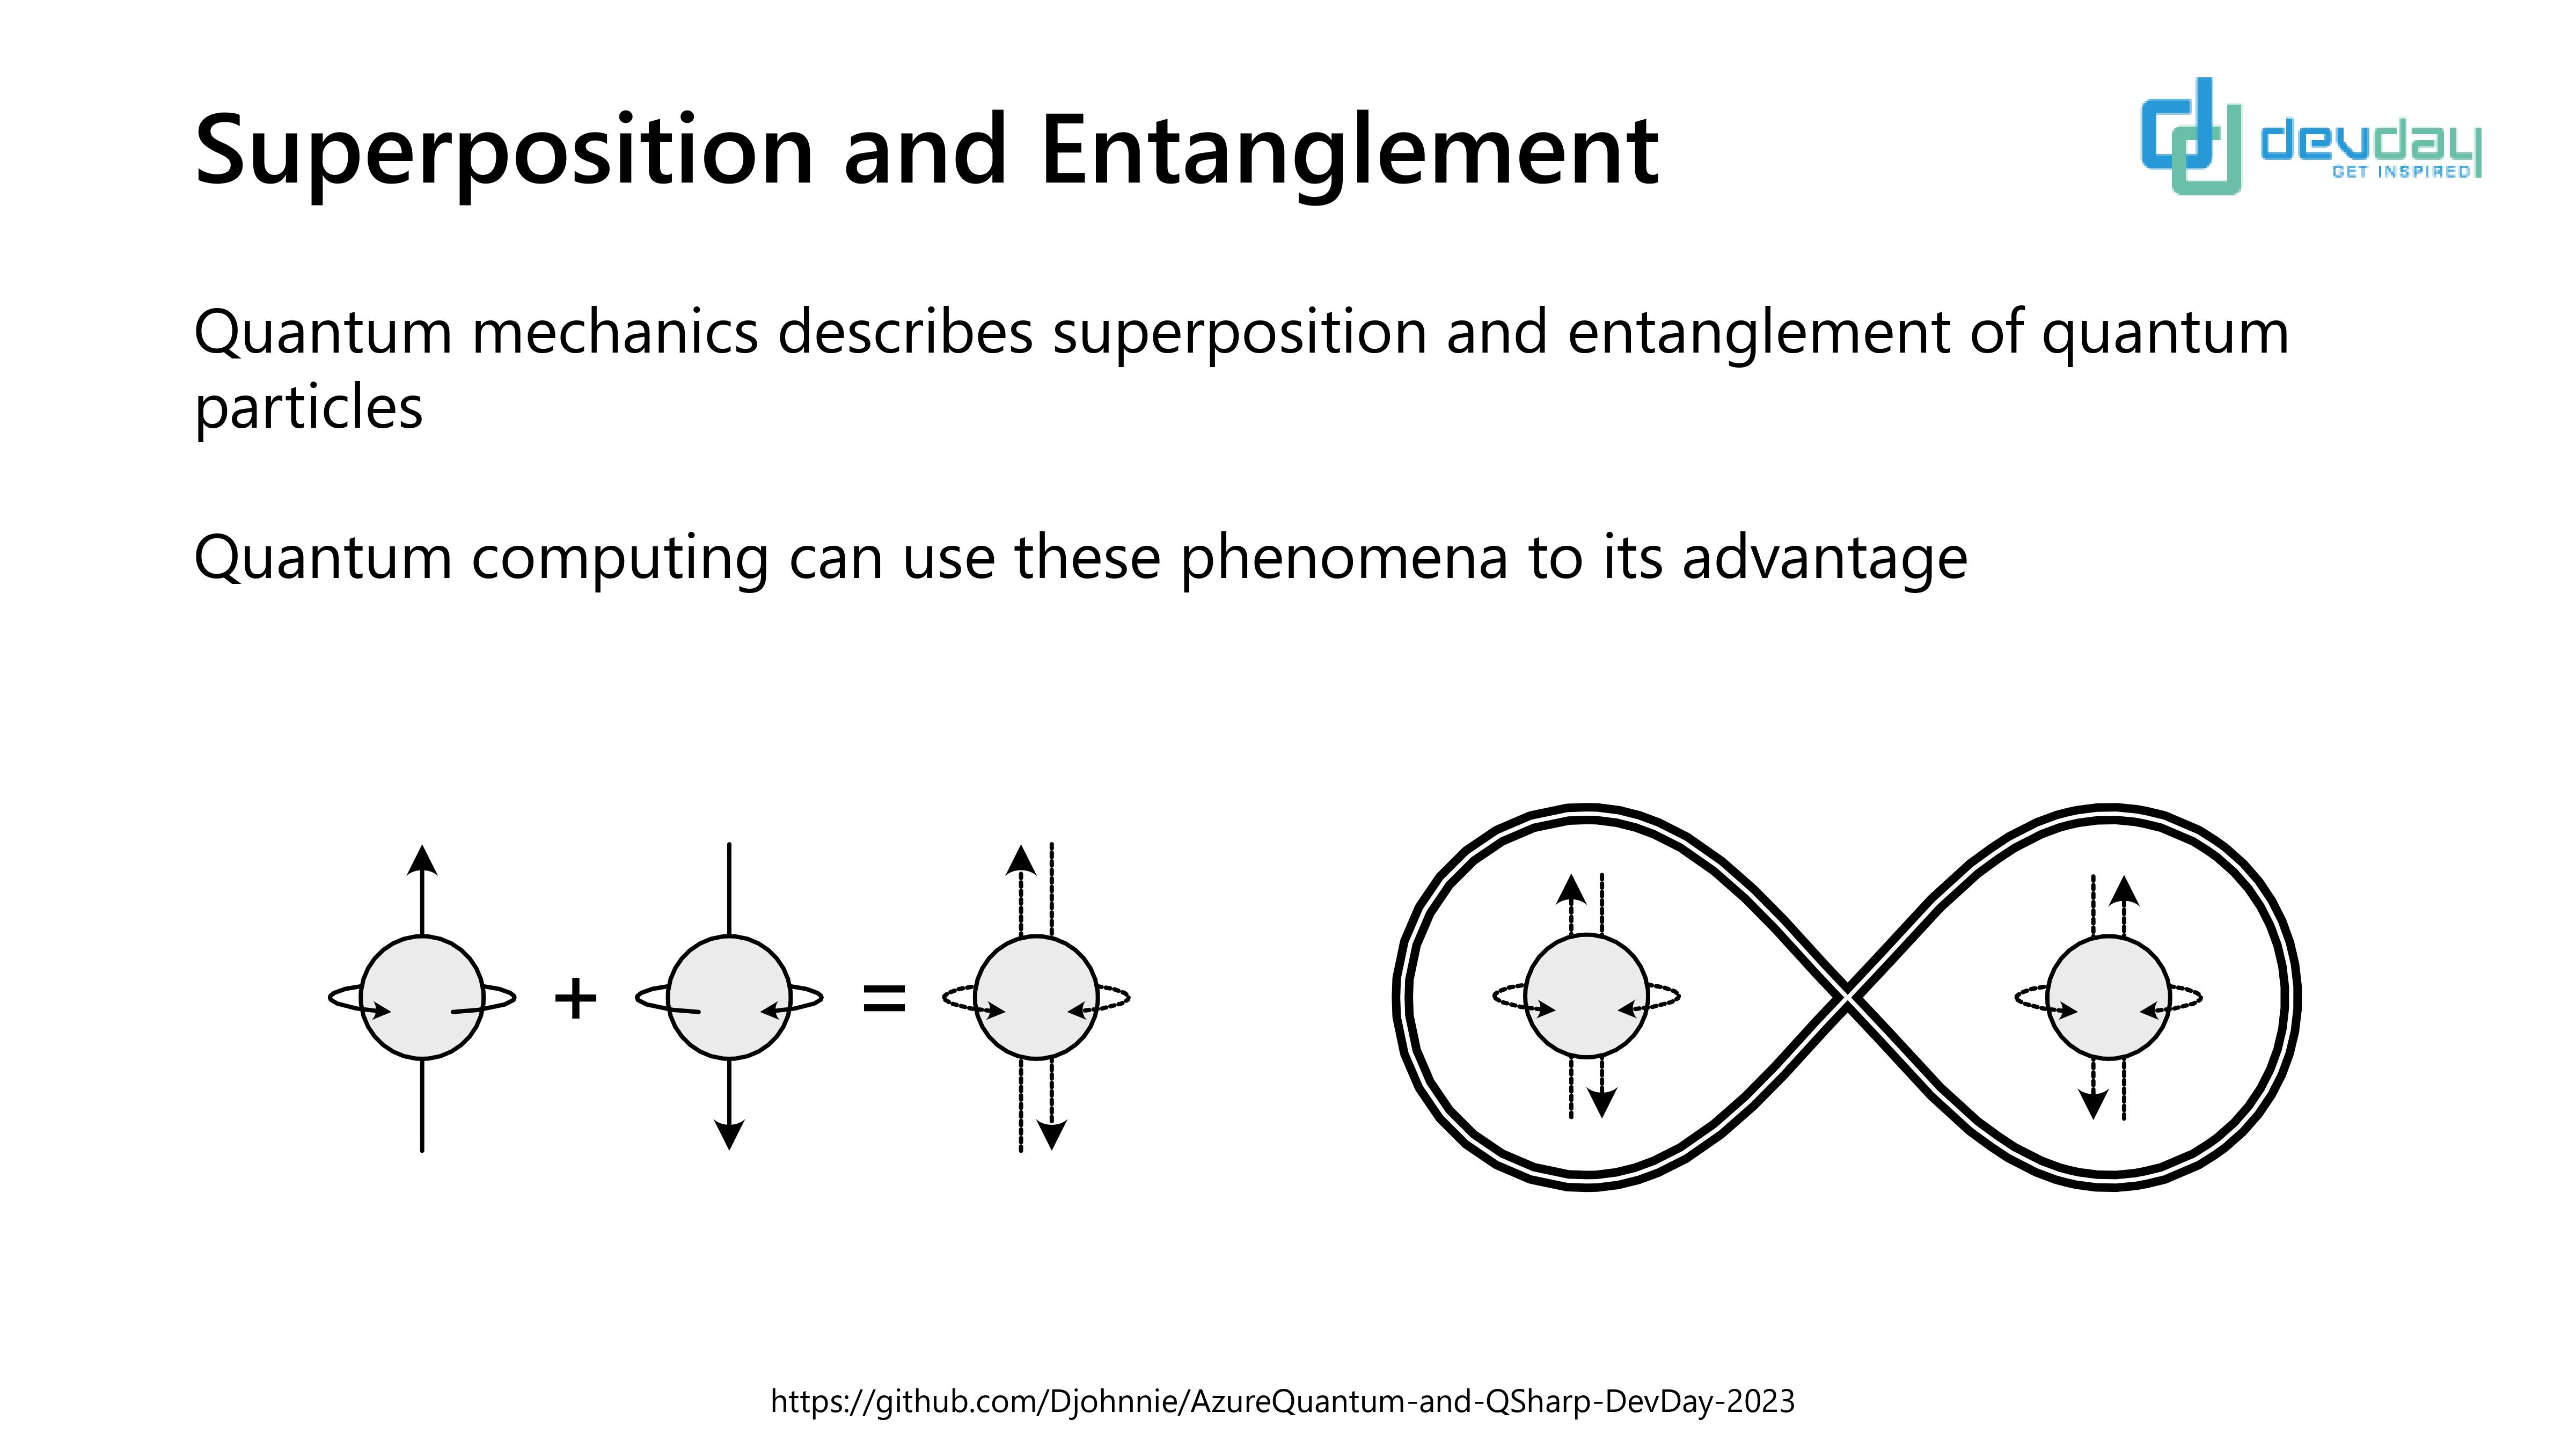 Superposition and Entanglement
devday
GET INSPIRED
Quantum mechanics describes superposition and entanglement of quantum
particles
Quantum computing can use these phenomena to its advantage
+ =
https://github.com/Djohnnie/AzureQuantum-and-QSharp-DevDay-2023